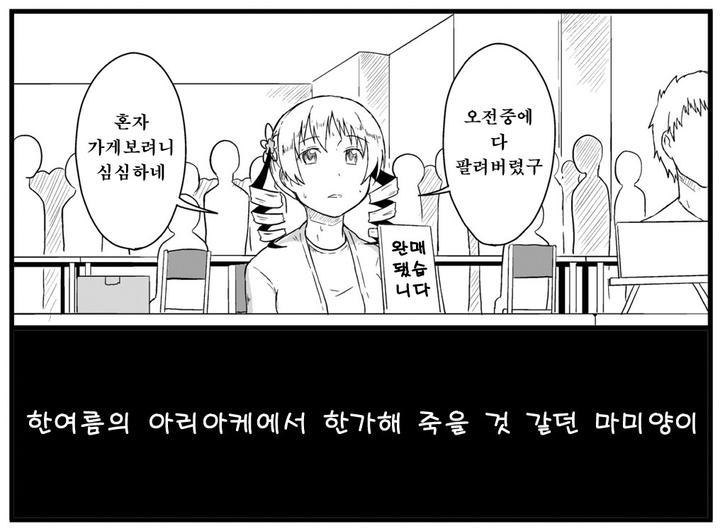 오전중에
다
팔려버렸구
혼자
가게보려니
심심하네
완매
됐습
니다
한여름의 아리아케에서 한가해 죽을 것 같던 마미양이